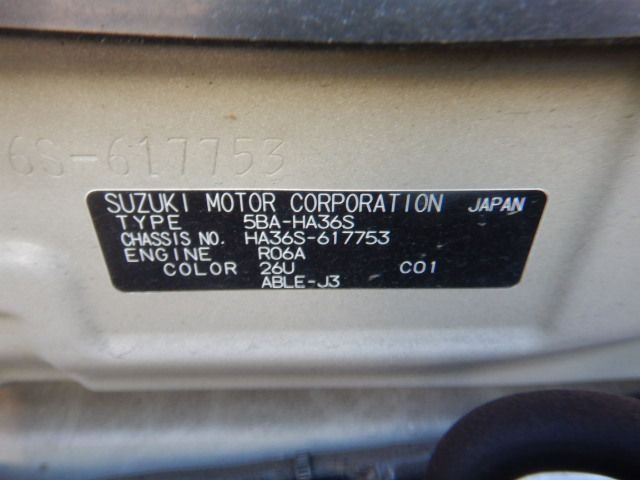 6S-617753
SUZUKI MOTOR CORPORATION JAPAN
TYPE 5BA-HA36S
CHASSIS NO. HA36S-617753
ENGINE R06A
COLOR 26U C01
ABLE-J3